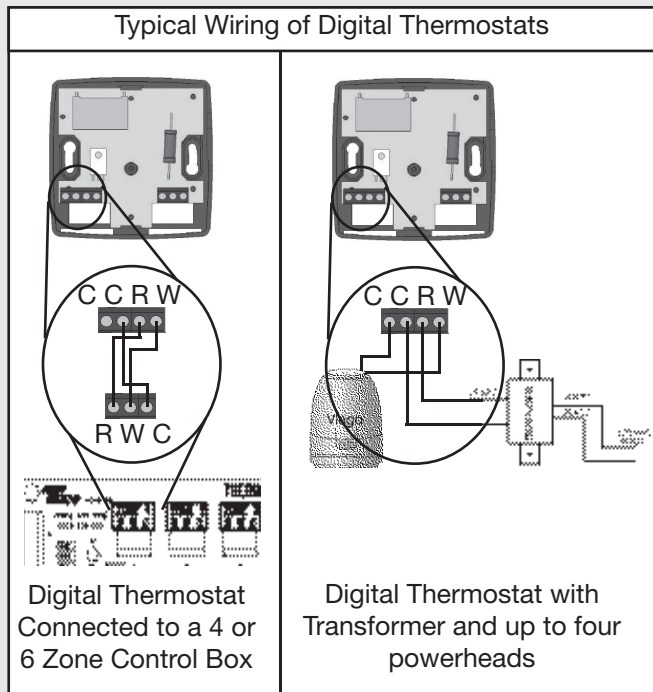 Typical Wiring of Digital Thermostats
C C R W
R W C
Digital Thermostat
Connected to a 4 or
6 Zone Control Box
C C R W
Digital Thermostat with
Transformer and up to four
powerheads